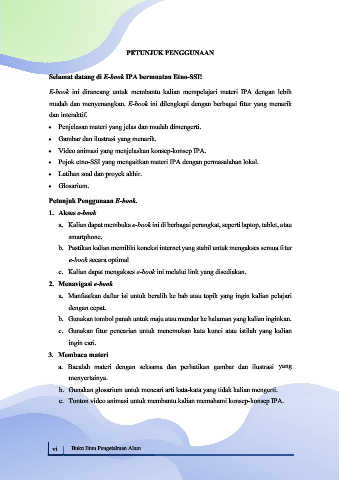 PETUNJUK PENGGUNAAN
Selamat datang di E-book IPA bermuatan Etno-SSI!
E-book ini dirancang untuk membantu kalian mempelajari materi IPA dengan lebih
mudah dan menyenangkan. E-book ini dilengkapi dengan berbagai fitur yang menarik
dan interaktif.
• Penjelasan materi yang jelas dan mudah dimengerti.
• Gambar dan ilustrasi yang menarik.
• Video animasi yang menjelaskan konsep-konsep IPA.
• Pojok etno-SSI yang mengaitkan materi IPA dengan permasalahan lokal.
• Latihan soal dan proyek akhir.
• Glosarium.
Petunjuk Penggunaan E-book.
1. Akses e-book
a. Kalian dapat membuka e-book ini di berbagai perangkat, seperti laptop, tablet, atau
smartphone.
b. Pastikan kalian memiliki koneksi internet yang stabil untuk mengakses semua fitur
e-book secara optimal
c. Kalian dapat mengakses e-book ini melalui link yang disediakan.
2. Menavigasi e-book
a. Manfaatkan daftar isi untuk beralih ke bab atau topik yang ingin kalian pelajari
dengan cepat.
b. Gunakan tombol panah untuk maju atau mundur ke halaman yang kalian inginkan.
c. Gunakan fitur pencarian untuk menemukan kata kunci atau istilah yang kalian
ingin cari.
3. Membaca materi
a. Bacalah materi dengan seksama dan perhatikan gambar dan ilustrasi yang
menyertainya.
b. Gunakan glosarium untuk mencari arti kata-kata yang tidak kalian mengerti.
c. Tonton video animasi untuk membantu kalian memahami konsep-konsep IPA.
vi Buku Ilmu Pengetahuan Alam